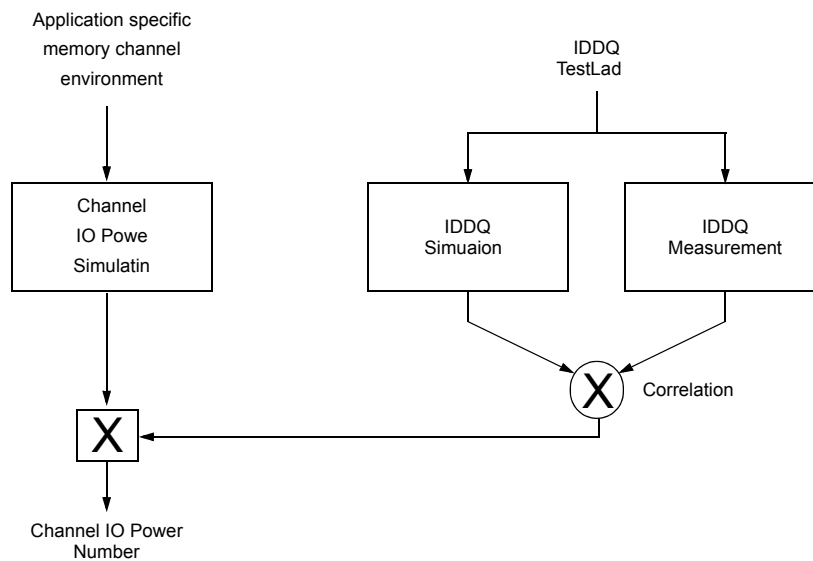 Application specific
memory channel
environment
IDDQ
TestLad
Channel
IO Powe
Simulatin
IDDQ
Simuaion
IDDQ
Measurement
X
Correlation
X
Channel IO Power
Number